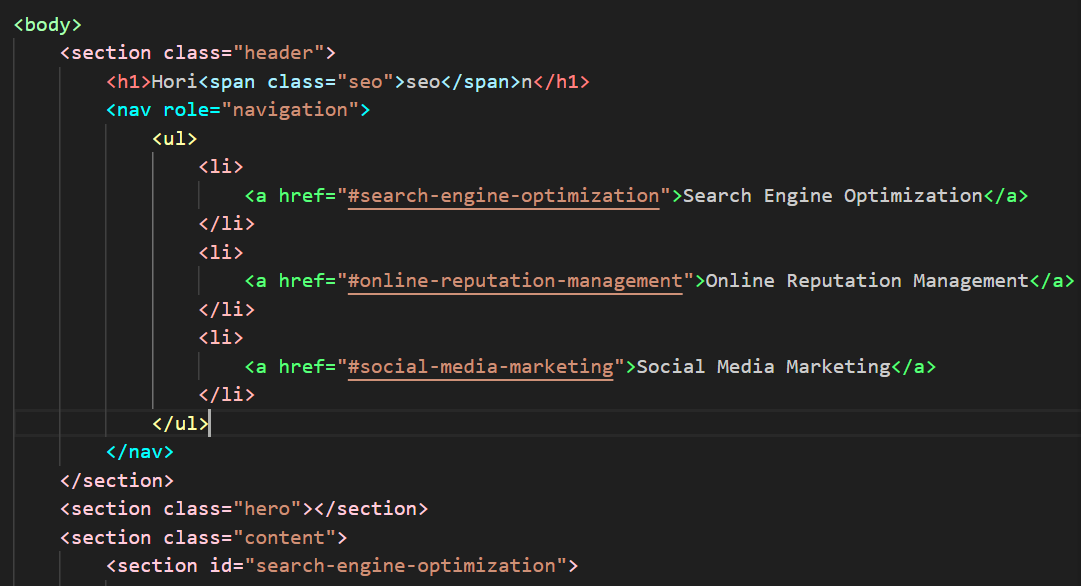 <body>
<section class="header">
<h1>Hori<span class="seo">seo</span>n</h1>
<nav role="navigation">
<ul>
<li>
<a href="#search-engine-optimization">Search Engine Optimization</a>
</li>
<li>
<a href="#online-reputation-management">Online Reputation Management</a>
</li>
<li>
<a href="#social-media-marketing">Social Media Marketing</a>
</li>
</ul>
</nav>
</section>
<section class="hero"></section>
<section class="content">
<section id="search-engine-optimization">